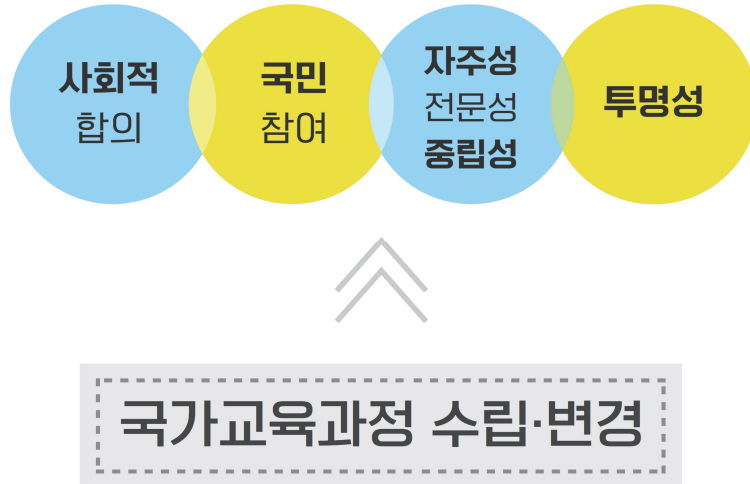 사회적
합의
국민
참여
자주성
전문성
중립성
투명성
국가교육과정 수립·변경